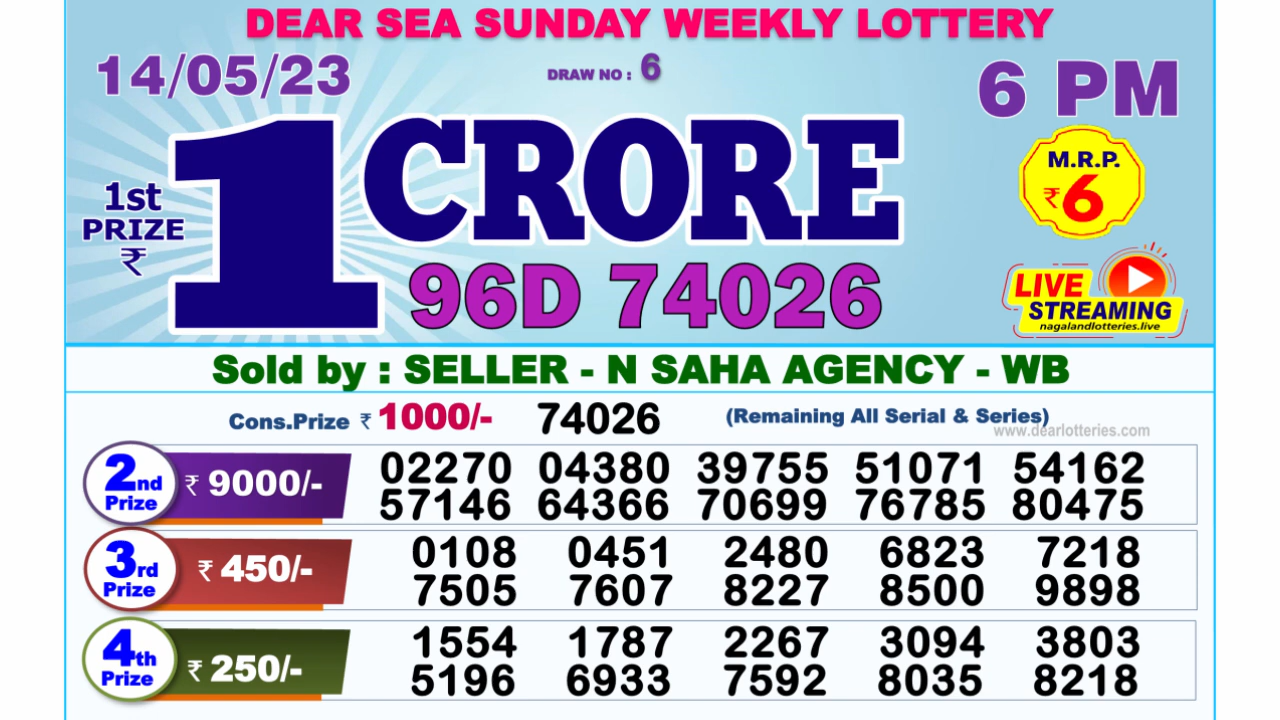 DEAR SEA SUNDAY WEEKLY LOTTERY
14/05/23
DRAW NO : 6
6 PM
1st
PRIZE
₹
1 CRORE
M.R.P.
₹6
96D 74026
LIVE
STREAMING
nagalandlotteries.live
Sold by : SELLER - N SAHA AGENCY - WB
Cons.Prize ₹ 1000/- 74026 (Remaining All Serial & Series)
www.dearlotteries.com
2nd Prize ₹ 9000/-
02270 04380 39755 51071 54162
57146 64366 70699 76785 80475
3rd Prize ₹ 450/-
0108 0451 2480 6823 7218
7505 7607 8227 8500 9898
4th Prize ₹ 250/-
1554 1787 2267 3094 3803
5196 6933 7592 8035 8218